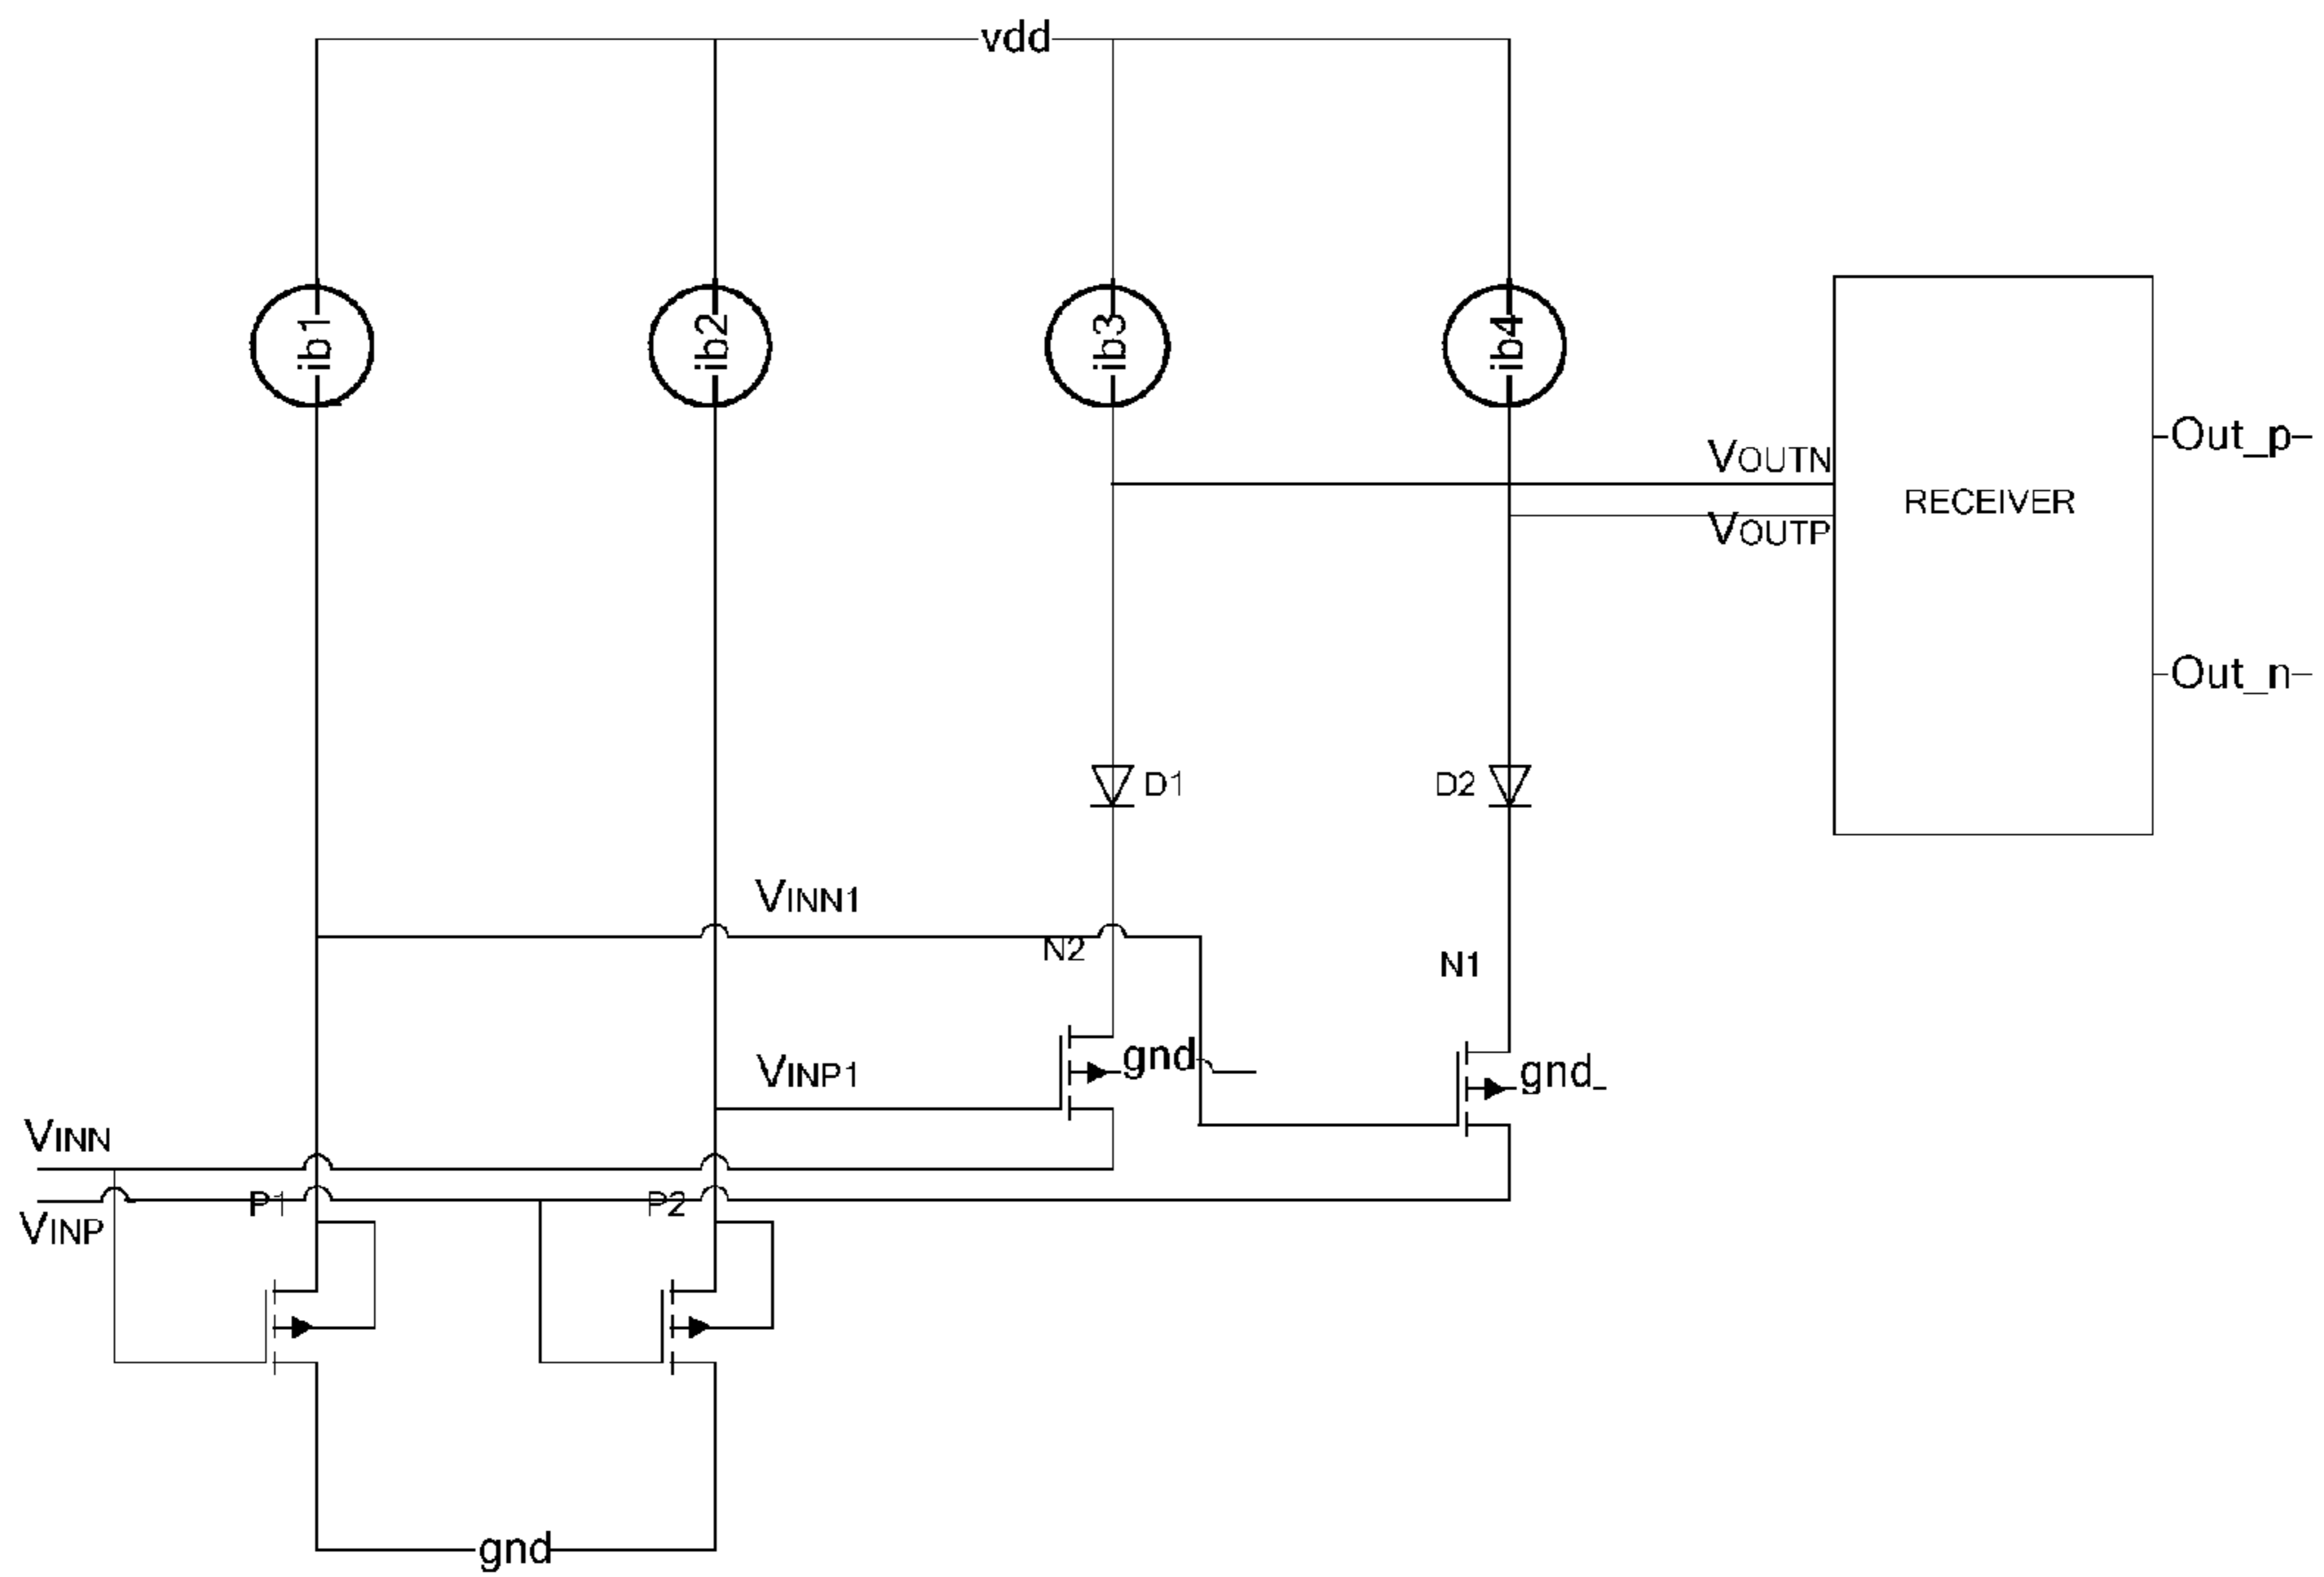 vdd
ib1
ib2
ib3
ib4
VOUTN
Out_p
RECEIVER
VOUTP
Out_n
D1
D2
VINN1
N2
N1
gnd
VINP1
gnd
VINN
P1
P2
VINP
gnd